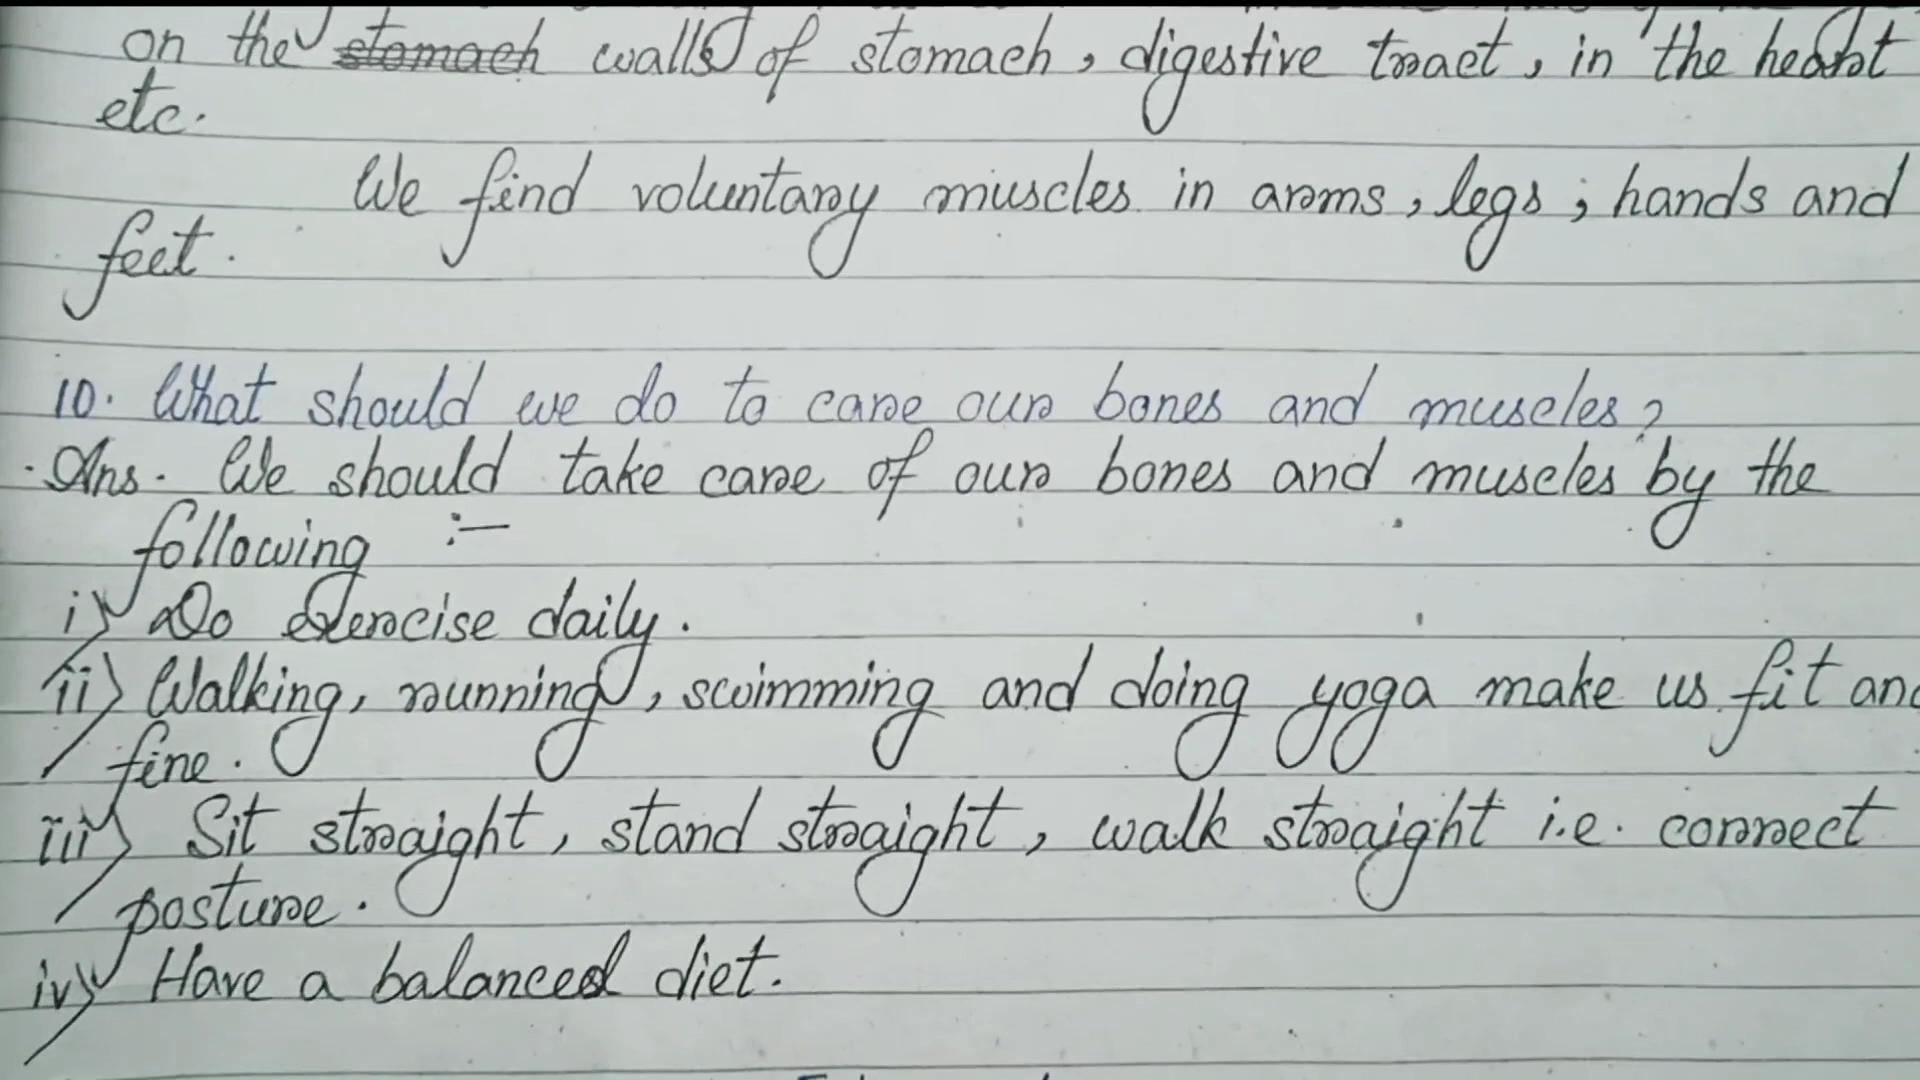 on the stomach walls of stomach, digestive tract, in the heart
etc.
We find voluntary muscles in arms, legs, hands and
feet.
10. What should we do to care our bones and muscles?
Ans. We should take care of our bones and muscles by the
following :-
i) Do exercise daily.
ii) Walking, running, swimming and doing yoga make us fit and
fine.
iii) Sit straight, stand straight, walk straight i.e. correct
posture.
iv) Have a balanced diet.